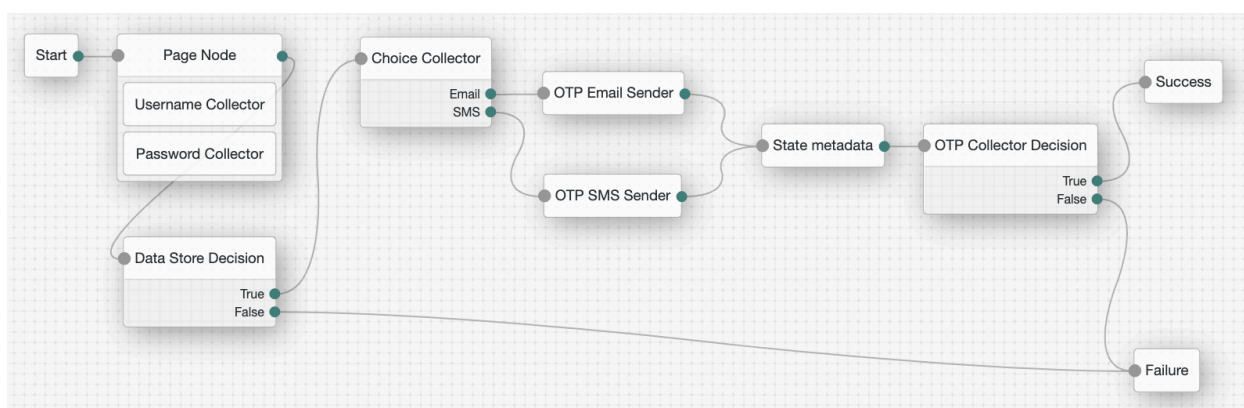 Start
Page Node
Username Collector
Password Collector
Data Store Decision
True
False
Choice Collector
Email
SMS
OTP Email Sender
OTP SMS Sender
State metadata
OTP Collector Decision
True
False
Success
Failure